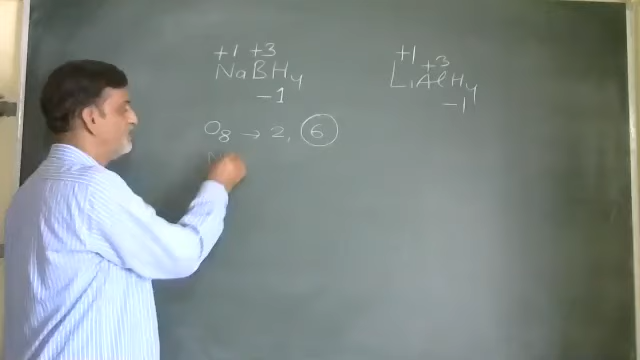 +1 +3
NaBH4
-1
O8 → 2, 6
+1
+3
LiAlH4
-1